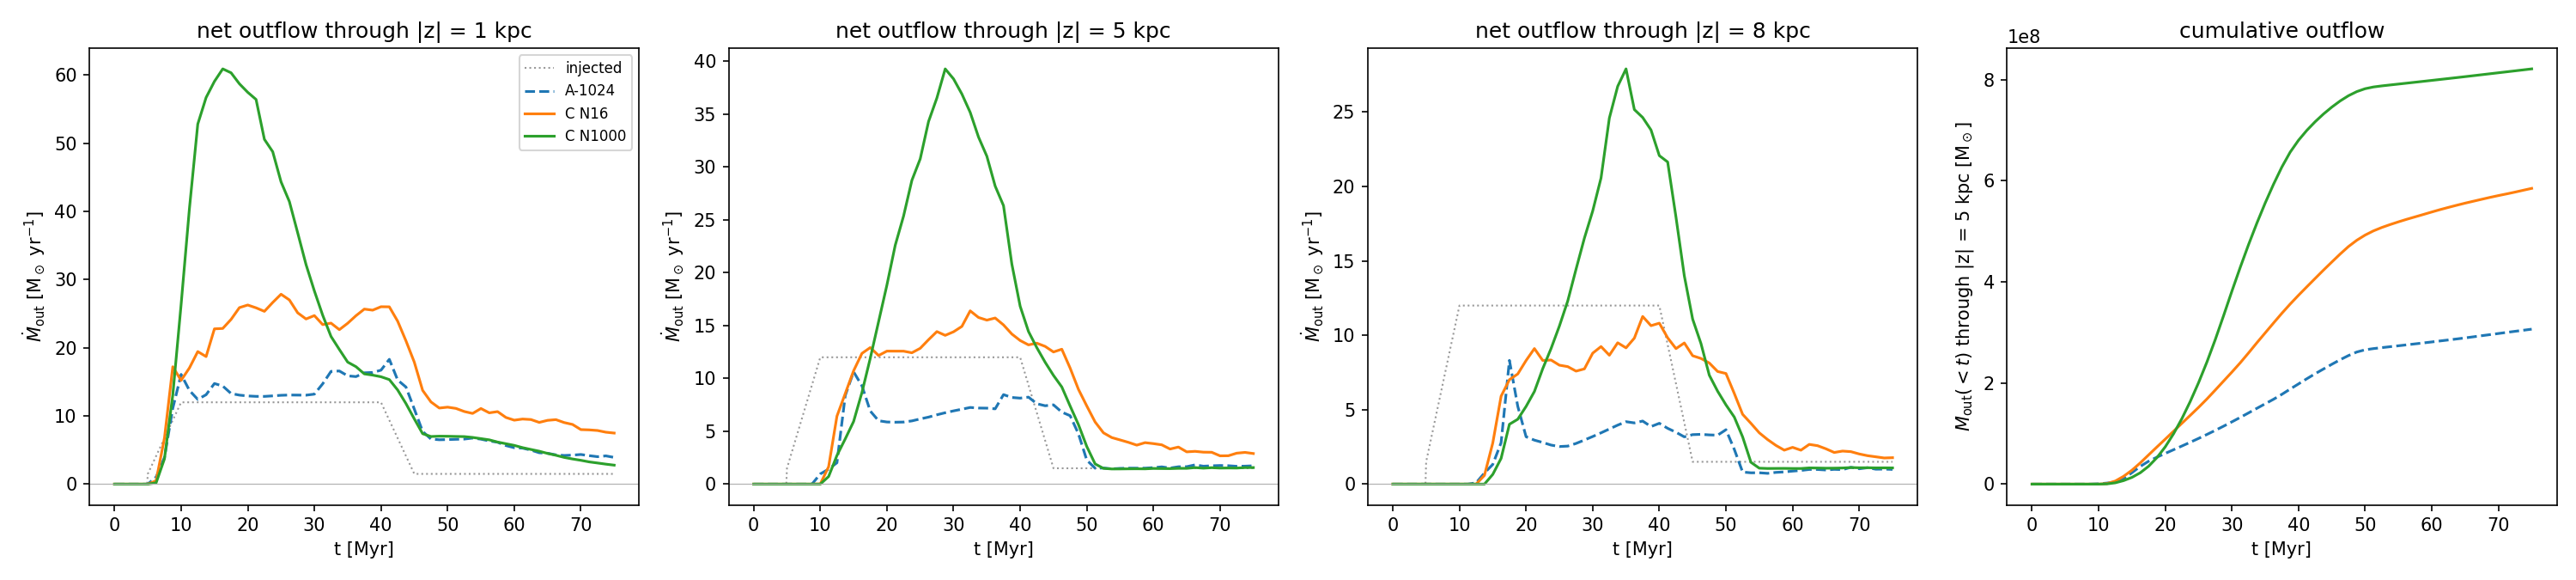 net outflow through |z| = 1 kpc
Ṁout [M⊙ yr−1]
60
50
40
30
20
10
0
0 10 20 30 40 50 60 70
t [Myr]
injected
A-1024
C N16
C N1000
net outflow through |z| = 5 kpc
Ṁout [M⊙ yr−1]
40
35
30
25
20
15
10
5
0
0 10 20 30 40 50 60 70
t [Myr]
net outflow through |z| = 8 kpc
Ṁout [M⊙ yr−1]
25
20
15
10
5
0
0 10 20 30 40 50 60 70
t [Myr]
cumulative outflow
1e8
Mout(<t) through |z| = 5 kpc [M⊙]
8
6
4
2
0
0 10 20 30 40 50 60 70
t [Myr]